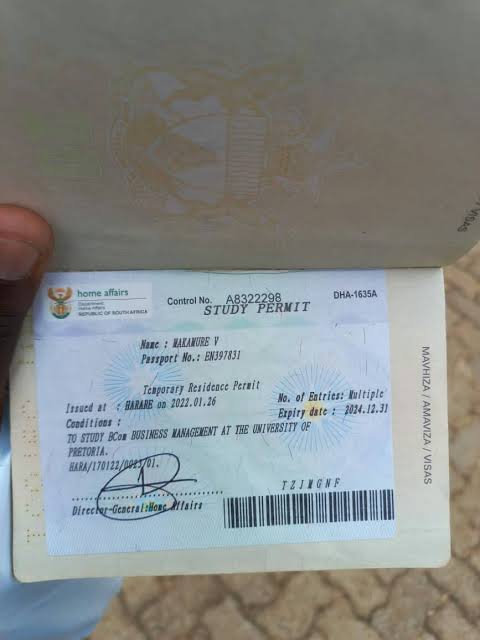 VISAS
home affairs
Department:
Home Affairs
REPUBLIC OF SOUTH AFRICA
Control No. A8322298
DHA-1635A
STUDY PERMIT
Name : MAKAMURE V
Passport No.: EN397831
Temporary Residence Permit
Issued at : HARARE on 2022.01.26
No. of Entries: Multiple
Expiry date : 2024.12.31
Conditions :
TO STUDY BCom BUSINESS MANAGEMENT AT THE UNIVERSITY OF
PRETORIA.
HARA/170122/0023/01.
TZIMGNF
Director-General:Home Affairs
MAVHIZA / AMAVIZA / VISAS